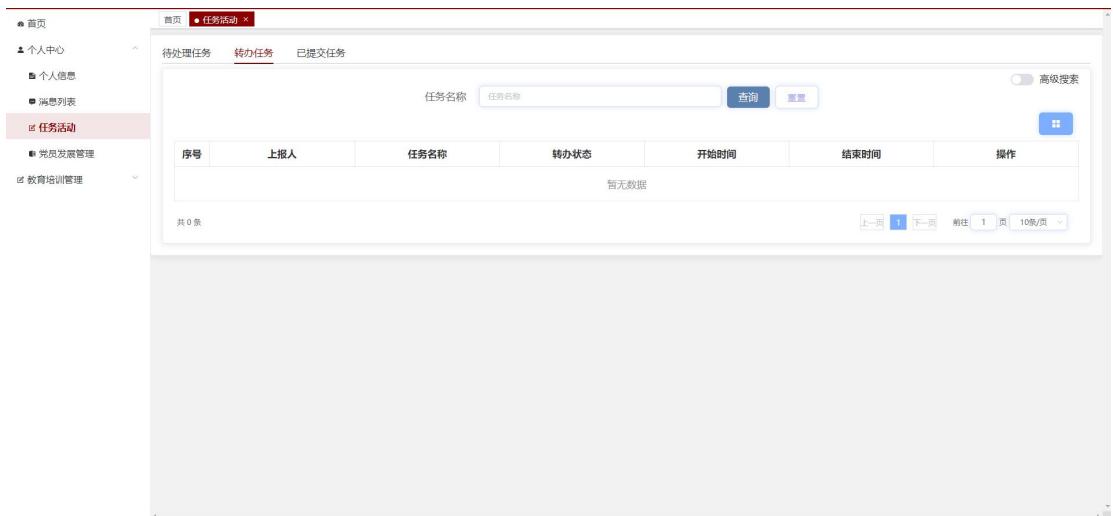 首页
个人中心
个人信息
消息列表
任务活动
党员发展管理
教育培训管理
首页 • 任务活动 ×
待处理任务 转办任务 已提交任务
高级搜索
任务名称 任务名称 查询 重置
序号 上报人 任务名称 转办状态 开始时间 结束时间 操作
暂无数据
共 0 条 上一页 1 下一页 前往 1 页 10条/页